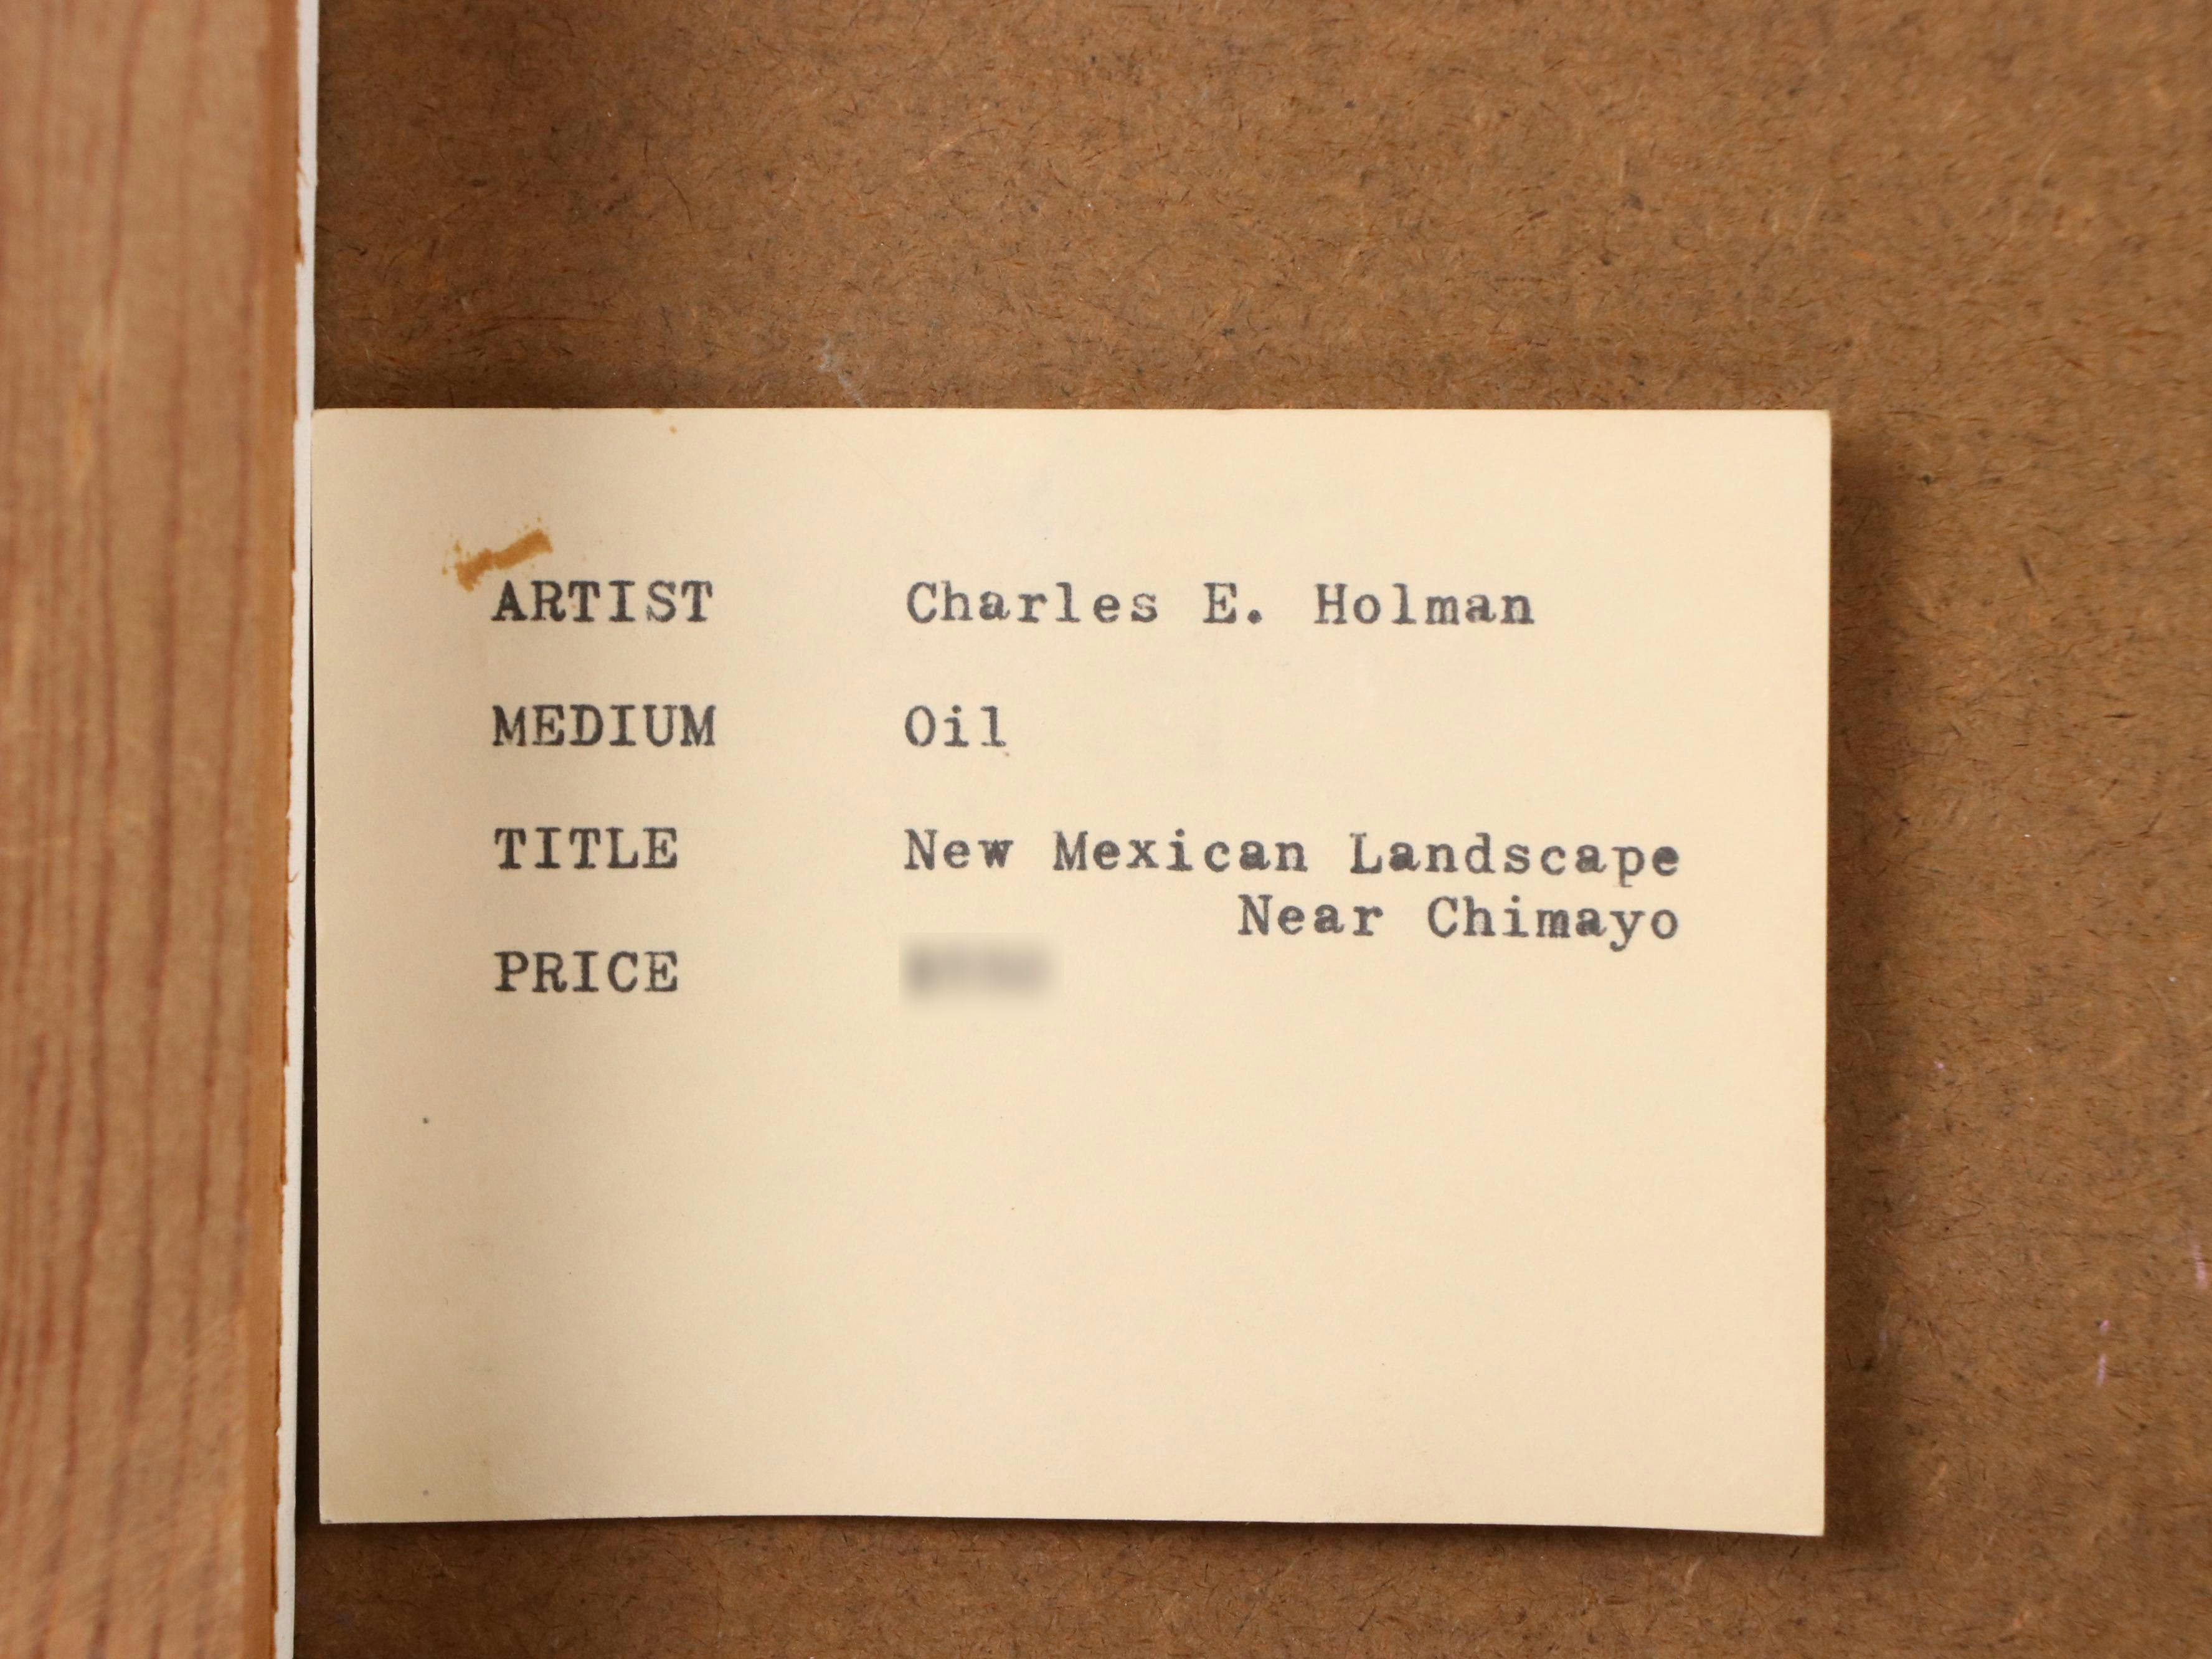 ARTIST Charles E. Holman
MEDIUM Oil
TITLE New Mexican Landscape
Near Chimayo
PRICE